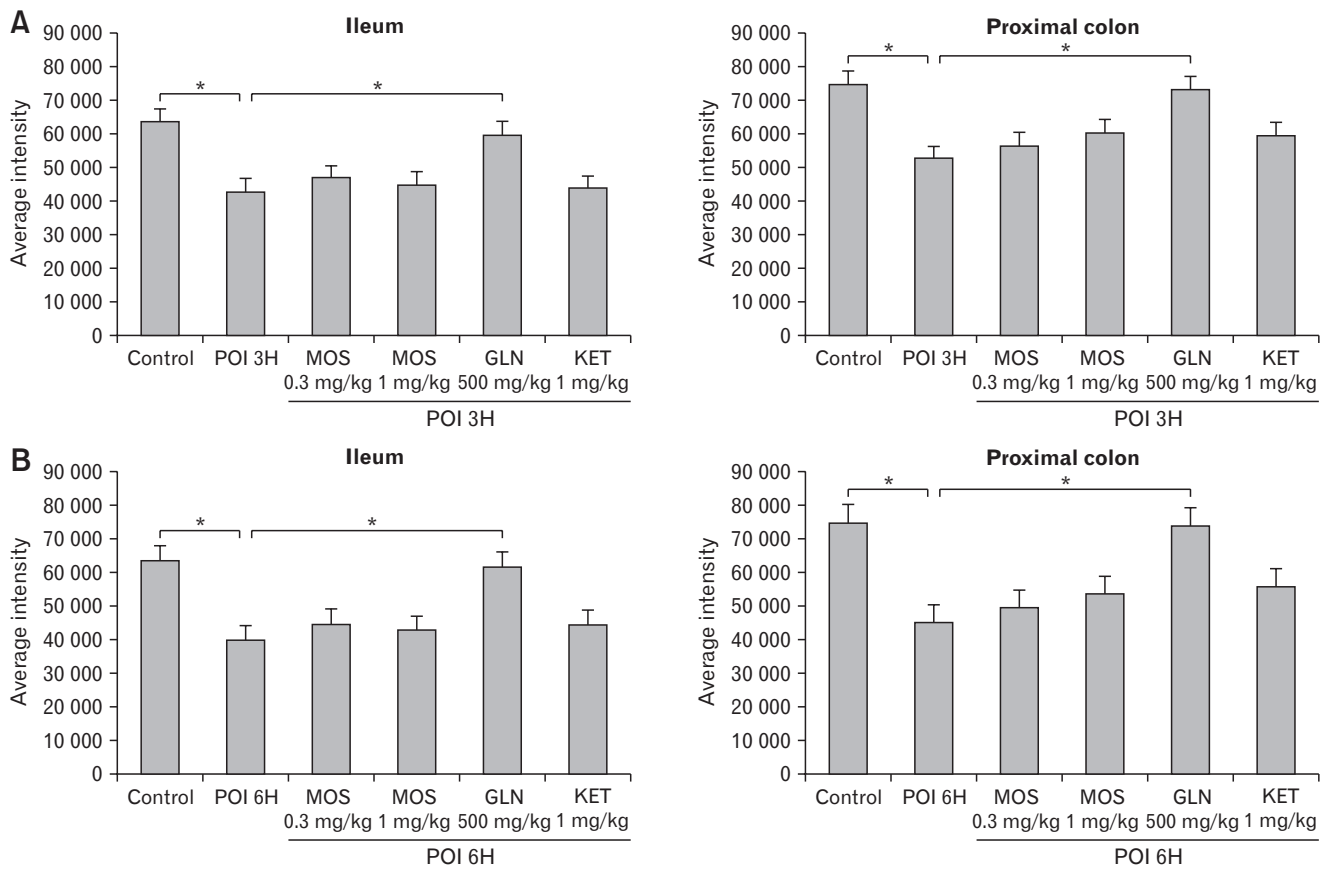 A
Ileum
Average intensity
90 000
80 000
70 000
60 000
50 000
40 000
30 000
20 000
10 000
0
*
*
Control POI 3H MOS MOS GLN KET
0.3 mg/kg 1 mg/kg 500 mg/kg 1 mg/kg
POI 3H
Proximal colon
Average intensity
90 000
80 000
70 000
60 000
50 000
40 000
30 000
20 000
10 000
0
*
*
Control POI 3H MOS MOS GLN KET
0.3 mg/kg 1 mg/kg 500 mg/kg 1 mg/kg
POI 3H
B
Ileum
Average intensity
90 000
80 000
70 000
60 000
50 000
40 000
30 000
20 000
10 000
0
*
*
Control POI 6H MOS MOS GLN KET
0.3 mg/kg 1 mg/kg 500 mg/kg 1 mg/kg
POI 6H
Proximal colon
Average intensity
90 000
80 000
70 000
60 000
50 000
40 000
30 000
20 000
10 000
0
*
*
Control POI 6H MOS MOS GLN KET
0.3 mg/kg 1 mg/kg 500 mg/kg 1 mg/kg
POI 6H